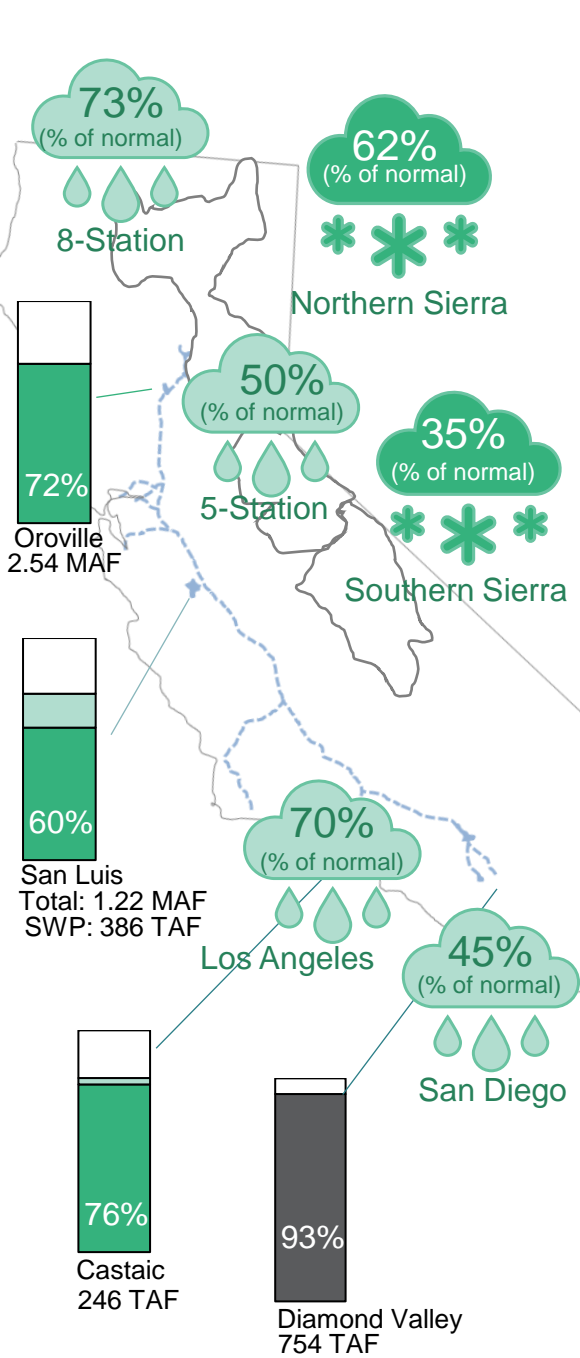 73%
(% of normal)
8-Station
62%
(% of normal)
Northern Sierra
50%
(% of normal)
5-Station
35%
(% of normal)
Southern Sierra
72%
Oroville
2.54 MAF
60%
San Luis
Total: 1.22 MAF
SWP: 386 TAF
70%
(% of normal)
Los Angeles
45%
(% of normal)
San Diego
76%
Castaic
246 TAF
93%
Diamond Valley
754 TAF